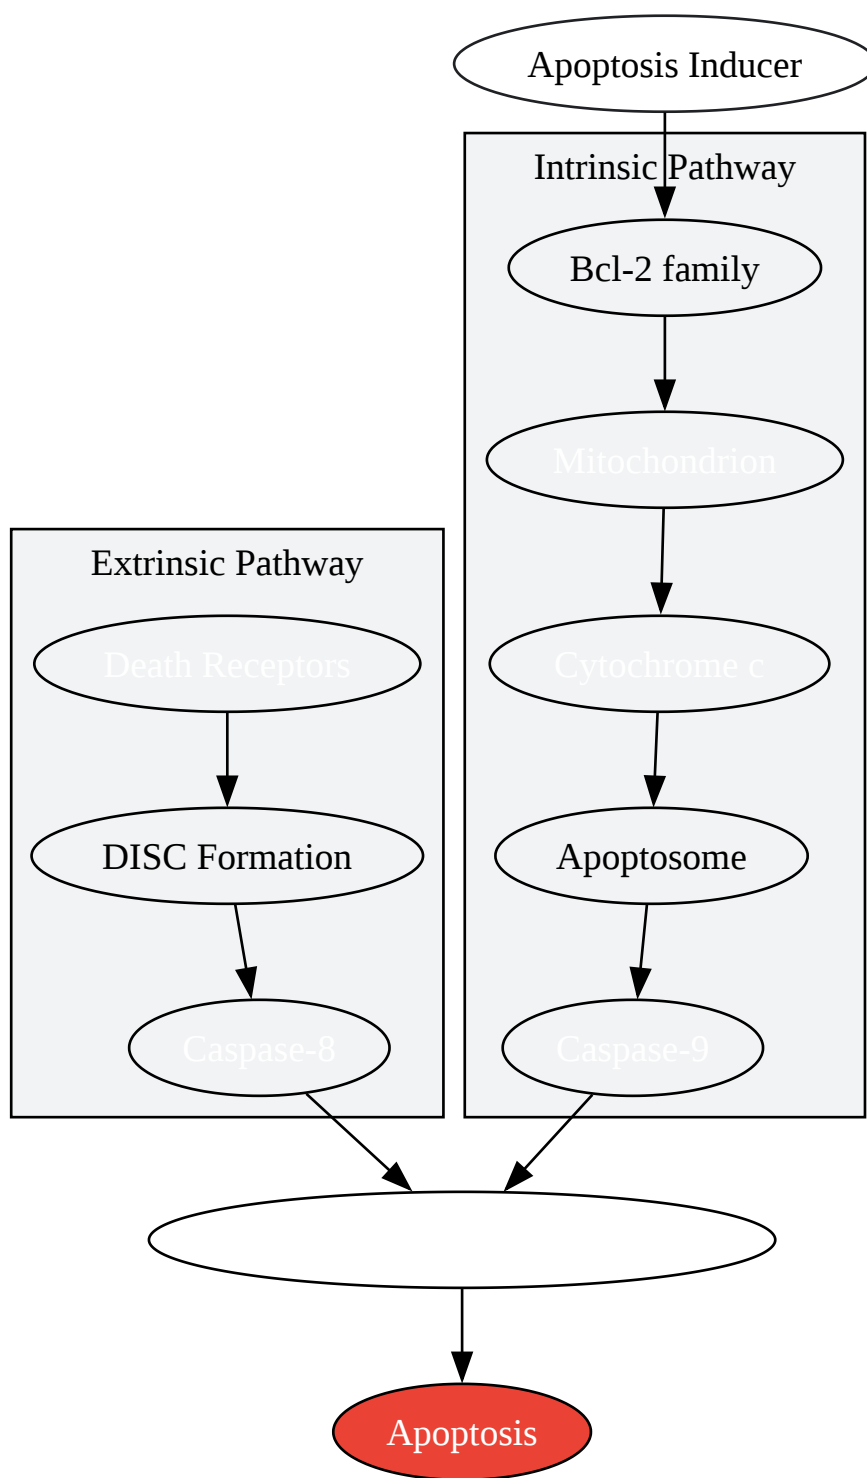 Apoptosis Inducer
Intrinsic Pathway
Bcl-2 family
Mitochondrion
Extrinsic Pathway
Death Receptors
Cytochrome c
DISC Formation
Apoptosome
Caspase-8
Caspase-9
Apoptosis